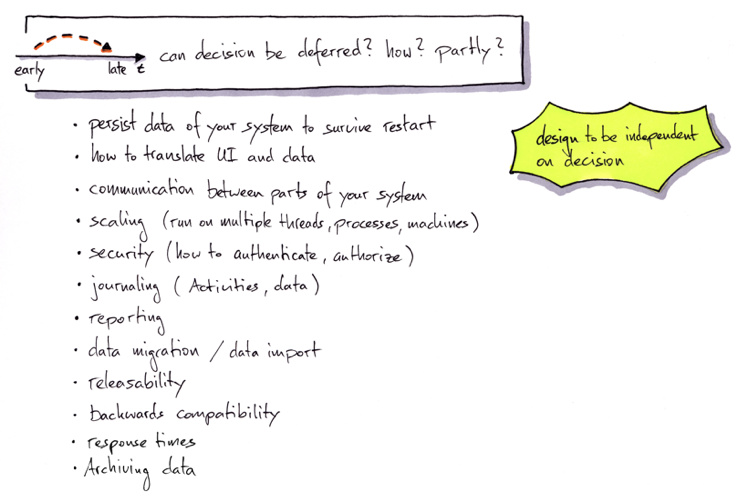 can decision be deferred? how? partly?
early late t
• persist data of your system to survive restart
• how to translate UI and data
• communication between parts of your system
• scaling (run on multiple threads, processes, machines)
• security (how to authenticate, authorize)
• journaling (Activities, data)
• reporting
• data migration / data import
• releasability
• backwards compatibility
• response times
• Archiving data
design to be independent
on decision